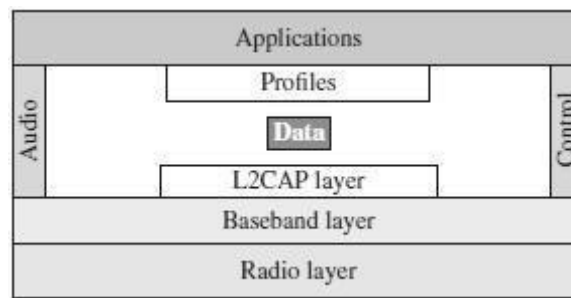 Applications
Profiles
Audio
Data
Control
L2CAP layer
Baseband layer
Radio layer